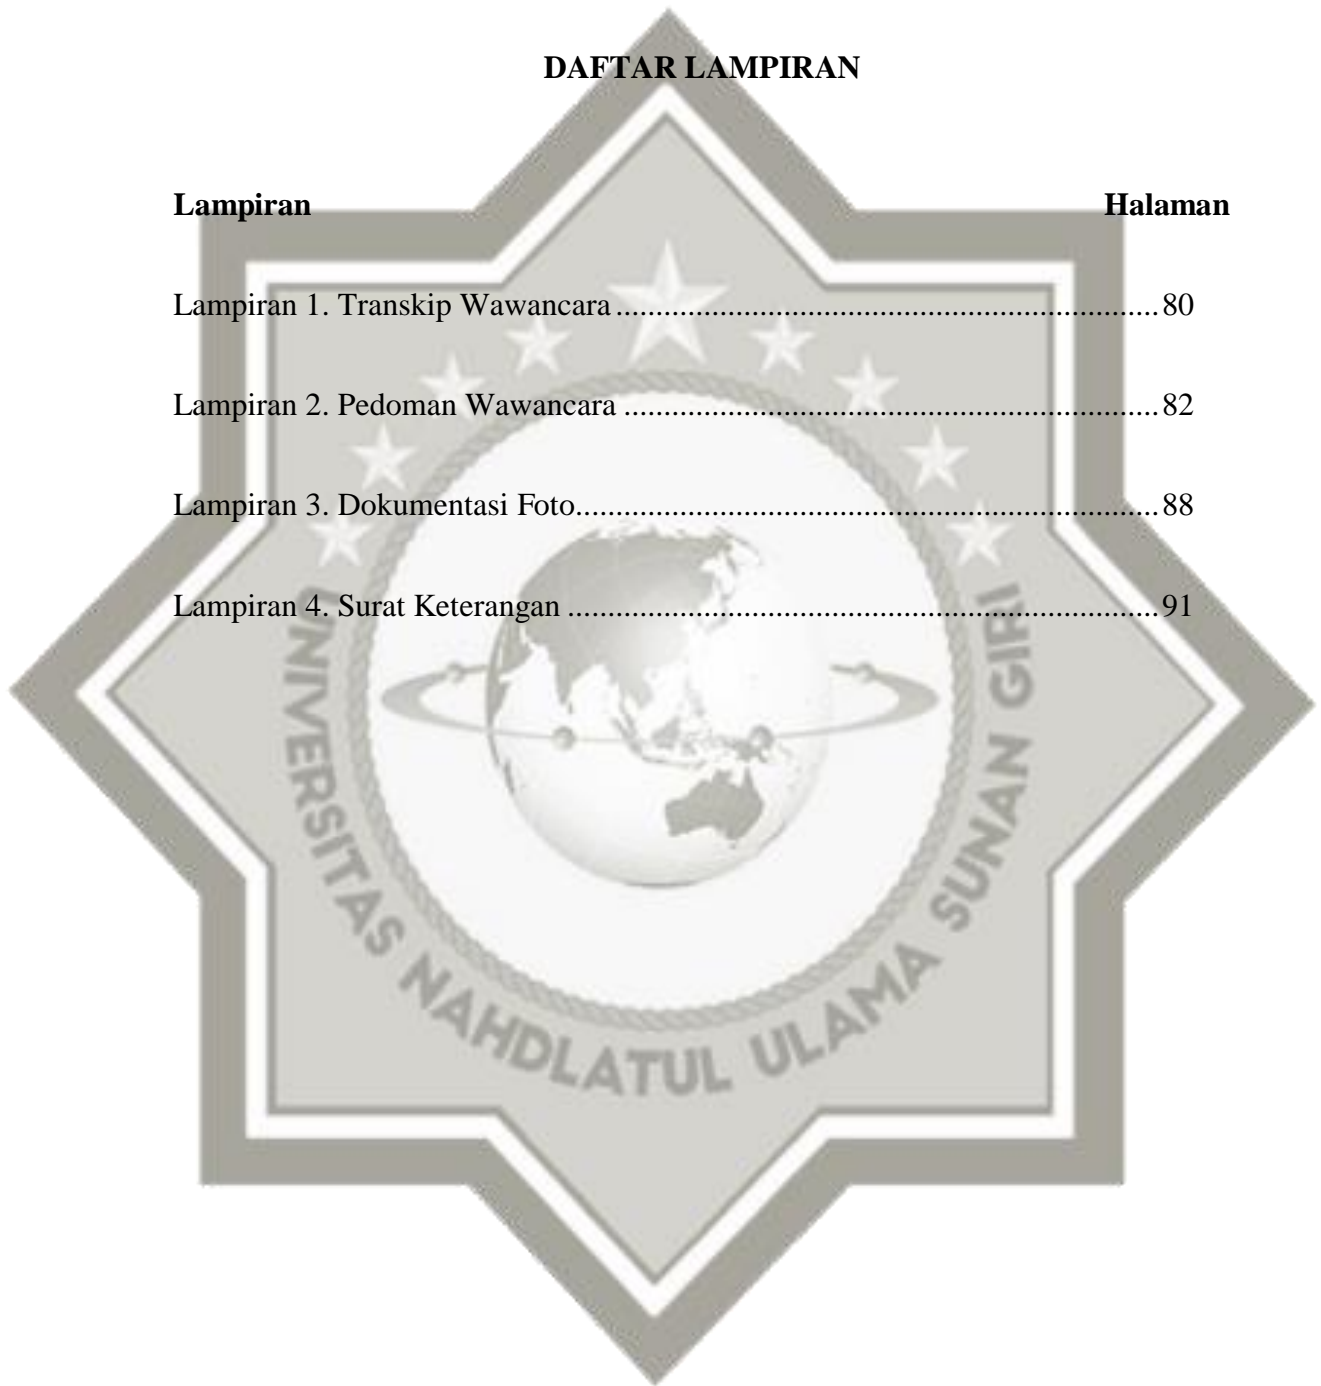 DAFTAR LAMPIRAN
Lampiran Halaman
Lampiran 1. Transkip Wawancara ........................................................................ 80
Lampiran 2. Pedoman Wawancara ....................................................................... 82
Lampiran 3. Dokumentasi Foto............................................................................. 88
Lampiran 4. Surat Keterangan .............................................................................. 91
UNIVERSITAS NAHDLATUL ULAMA SUNAN GIRI